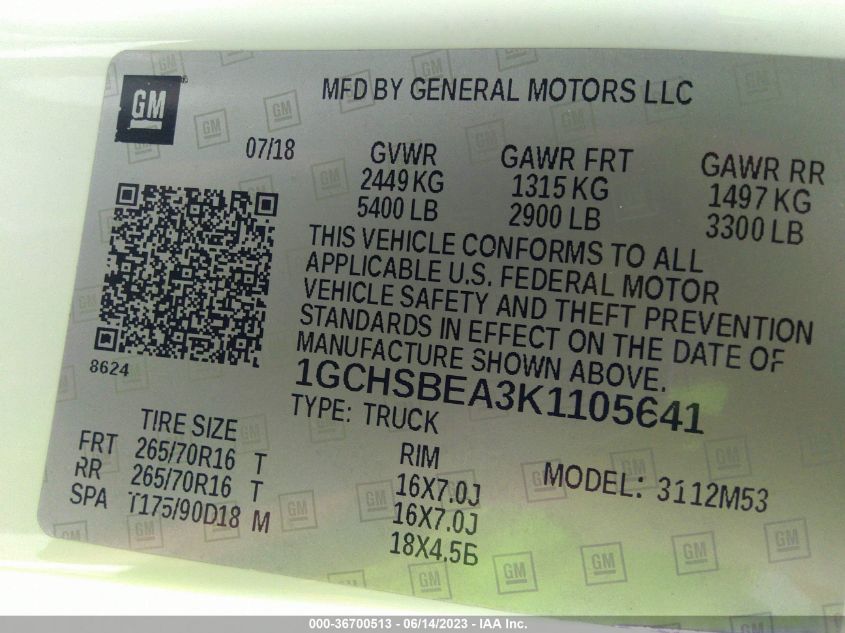 GM
MFD BY GENERAL MOTORS LLC
07/18
GVWR GAWR FRT GAWR RR
2449 KG 1315 KG 1497 KG
5400 LB 2900 LB 3300 LB
THIS VEHICLE CONFORMS TO ALL
APPLICABLE U.S. FEDERAL MOTOR
VEHICLE SAFETY AND THEFT PREVENTION
STANDARDS IN EFFECT ON THE DATE OF
MANUFACTURE SHOWN ABOVE.
8624
1GCHSBEA3K1105641
TYPE: TRUCK
TIRE SIZE RIM MODEL: 3112M53
FRT 265/70R16 T 16X7.0J
RR 265/70R16 T 16X7.0J
SPA T175/90D18 M 18X4.5B
000-36700513 - 06/14/2023 - IAA Inc.